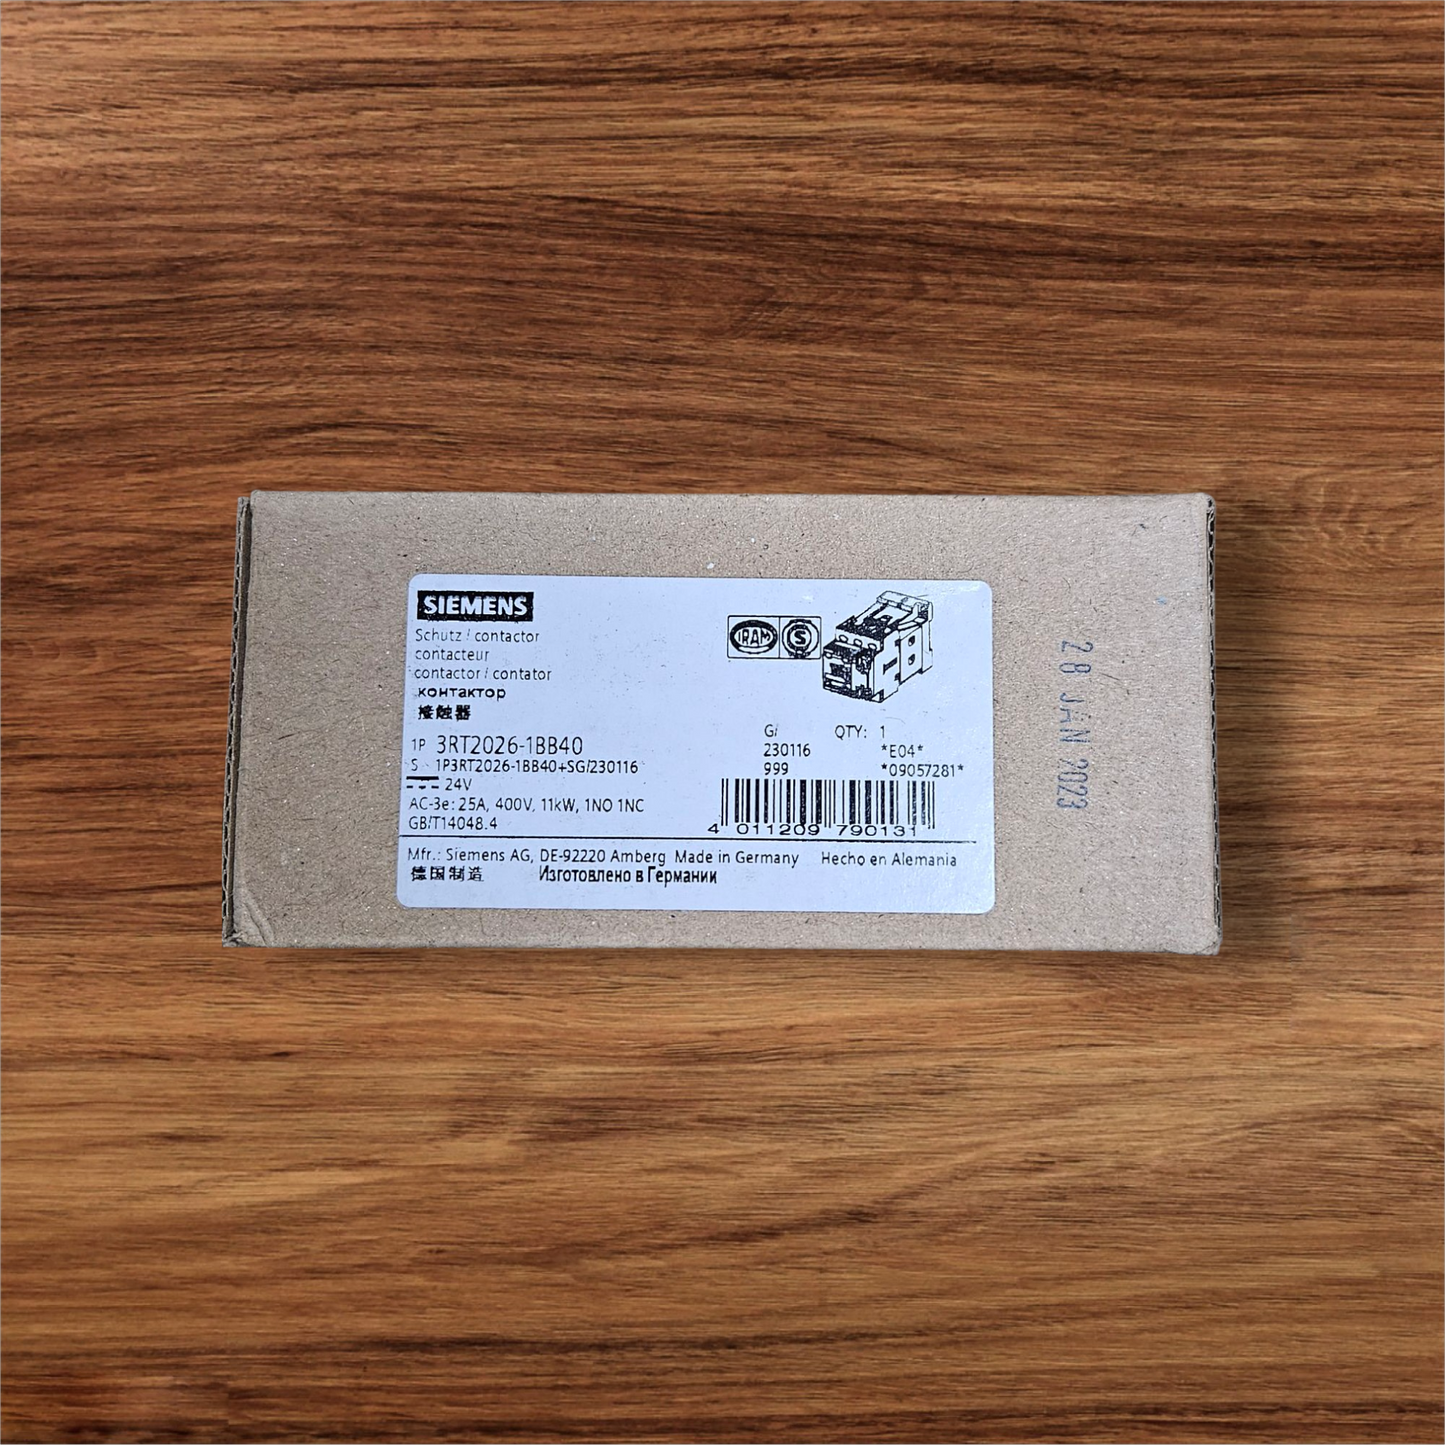 SIEMENS
Schutz / contactor
contacteur
contactor / contator
контактор
接触器
IRAM S
G/ QTY: 1
1P 3RT2026-1BB40 230116 *E04*
S 1P3RT2026-1BB40+SG/230116 999 *09057281*
24V
AC-3e: 25A, 400V, 11kW, 1NO 1NC
GB/T14048.4
4 011209 790131
Mfr.: Siemens AG, DE-92220 Amberg Made in Germany Hecho en Alemania
德国制造 Изготовлено в Германии
28 JAN 2023